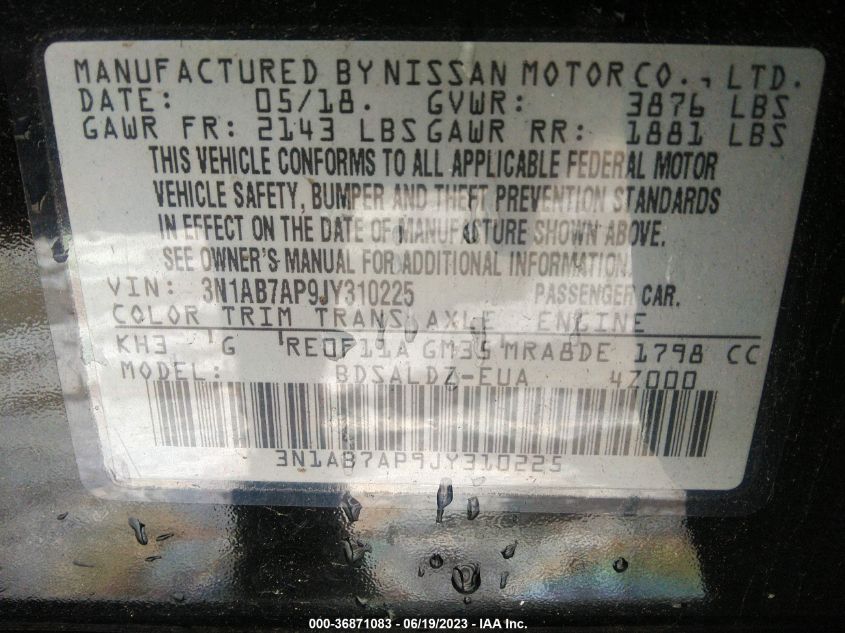 MANUFACTURED BY NISSAN MOTOR CO., LTD.
DATE: 05/18. GVWR: 3876 LBS
GAWR FR: 2143 LBS GAWR RR: 1881 LBS
THIS VEHICLE CONFORMS TO ALL APPLICABLE FEDERAL MOTOR
VEHICLE SAFETY, BUMPER AND THEFT PREVENTION STANDARDS
IN EFFECT ON THE DATE OF MANUFACTURE SHOWN ABOVE.
SEE OWNER'S MANUAL FOR ADDITIONAL INFORMATION.
VIN: 3N1AB7AP9JY310225 PASSENGER CAR.
COLOR TRIM TRANS AXLE ENGINE
KH3 G RE0F11A GM35 MRA8DE 1798 CC
MODEL: BDSALDZ-EUA 4Z000
3N1AB7AP9JY310225
000-36871083 - 06/19/2023 - IAA Inc.